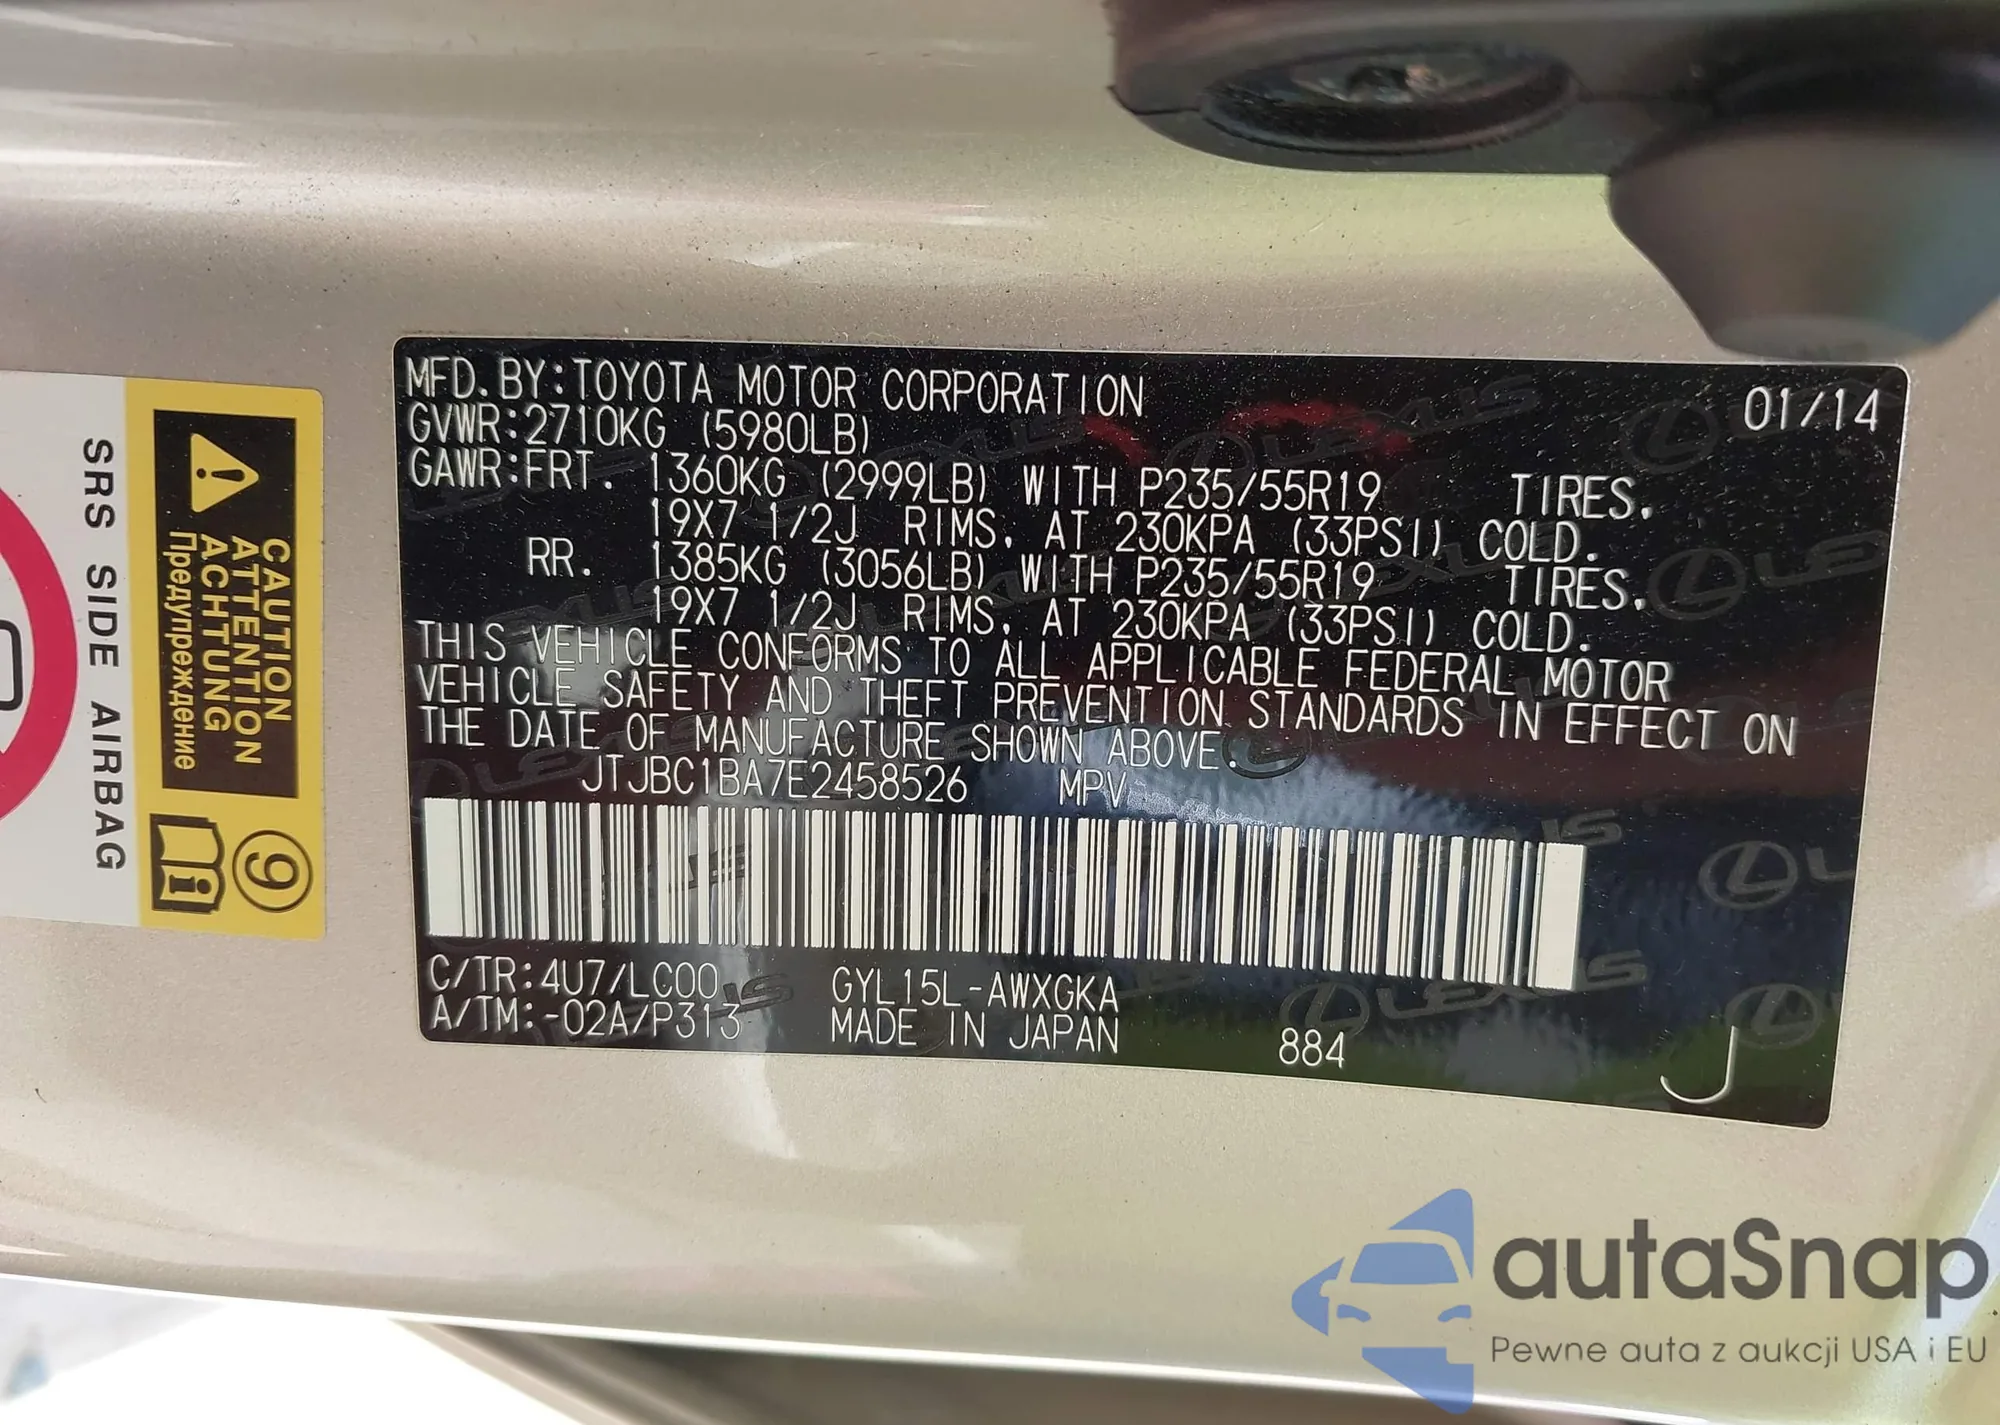 MFD.BY:TOYOTA MOTOR CORPORATION 01/14
GVWR:2710KG (5980LB)
GAWR:FRT. 1360KG (2999LB) WITH P235/55R19 TIRES,
19X7 1/2J RIMS, AT 230KPA (33PSI) COLD.
RR. 1385KG (3056LB) WITH P235/55R19 TIRES,
19X7 1/2J RIMS, AT 230KPA (33PSI) COLD.
THIS VEHICLE CONFORMS TO ALL APPLICABLE FEDERAL MOTOR
VEHICLE SAFETY AND THEFT PREVENTION STANDARDS IN EFFECT ON
THE DATE OF MANUFACTURE SHOWN ABOVE.
JTJBC1BA7E2458526 MPV
C/TR:4U7/LC00 GYL15L-AWXGKA
A/TM:-02A/P313 MADE IN JAPAN 884
J
CAUTION
ATTENTION
ACHTUNG
Предупреждение
9
SRS SIDE AIRBAG
LEXUS
autaSnap
Pewne auta z aukcji USA i EU